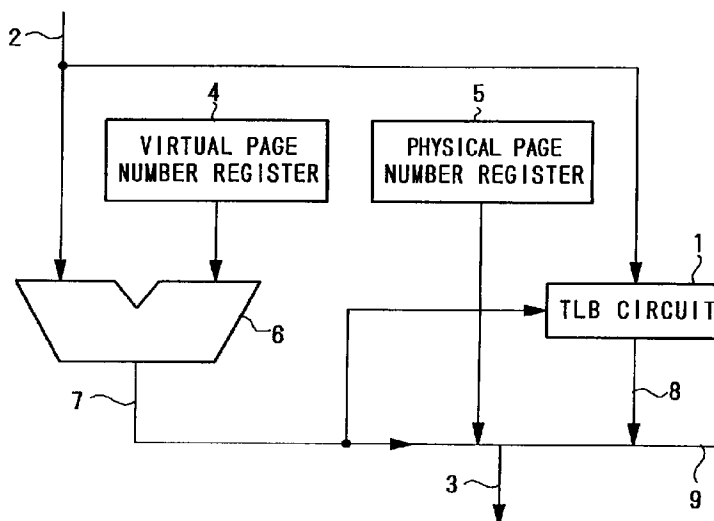 2
4
5
VIRTUAL PAGE
NUMBER REGISTER
PHYSICAL PAGE
NUMBER REGISTER
1
TLB CIRCUIT
6
7
8
3
9